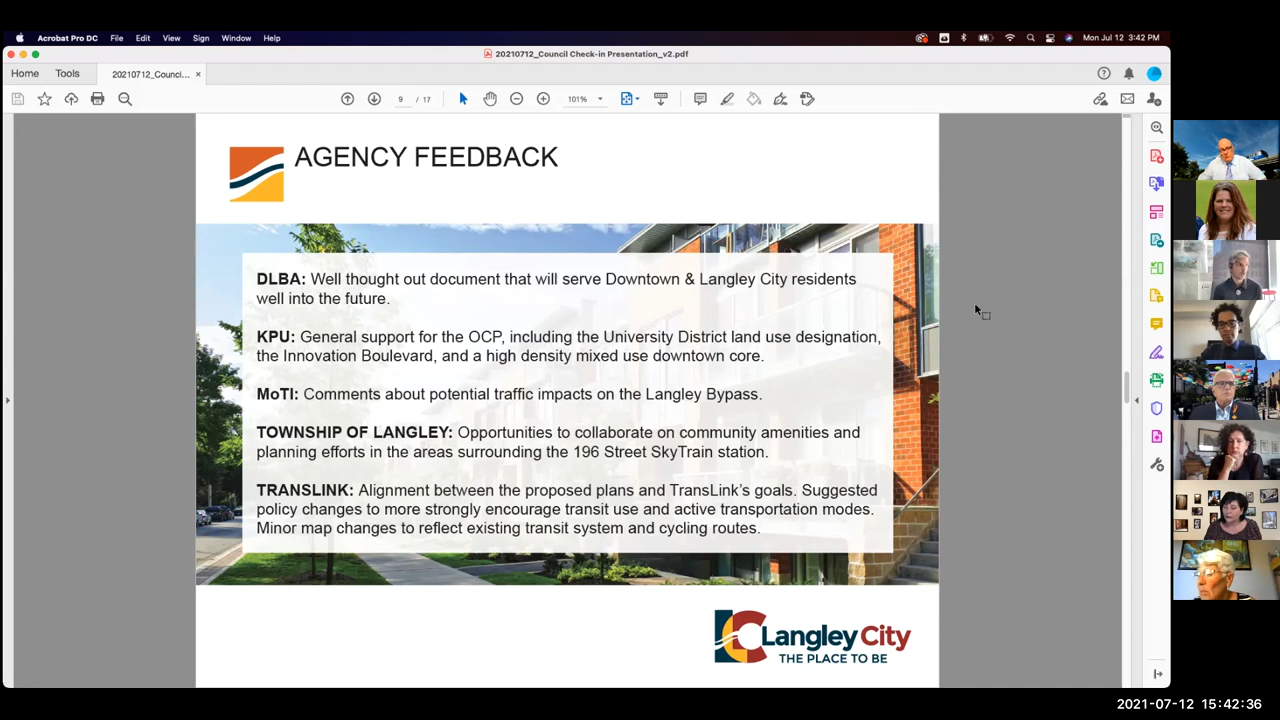 Acrobat Pro DC File Edit View Sign Window Help
Mon Jul 12 3:42 PM
20210712_Council Check-in Presentation_v2.pdf
Home Tools 20210712_Counci... ×
9 / 17 101%
AGENCY FEEDBACK
DLBA: Well thought out document that will serve Downtown & Langley City residents
well into the future.
KPU: General support for the OCP, including the University District land use designation,
the Innovation Boulevard, and a high density mixed use downtown core.
MoTI: Comments about potential traffic impacts on the Langley Bypass.
TOWNSHIP OF LANGLEY: Opportunities to collaborate on community amenities and
planning efforts in the areas surrounding the 196 Street SkyTrain station.
TRANSLINK: Alignment between the proposed plans and TransLink's goals. Suggested
policy changes to more strongly encourage transit use and active transportation modes.
Minor map changes to reflect existing transit system and cycling routes.
LC Langley City
THE PLACE TO BE
2021-07-12 15:42:36